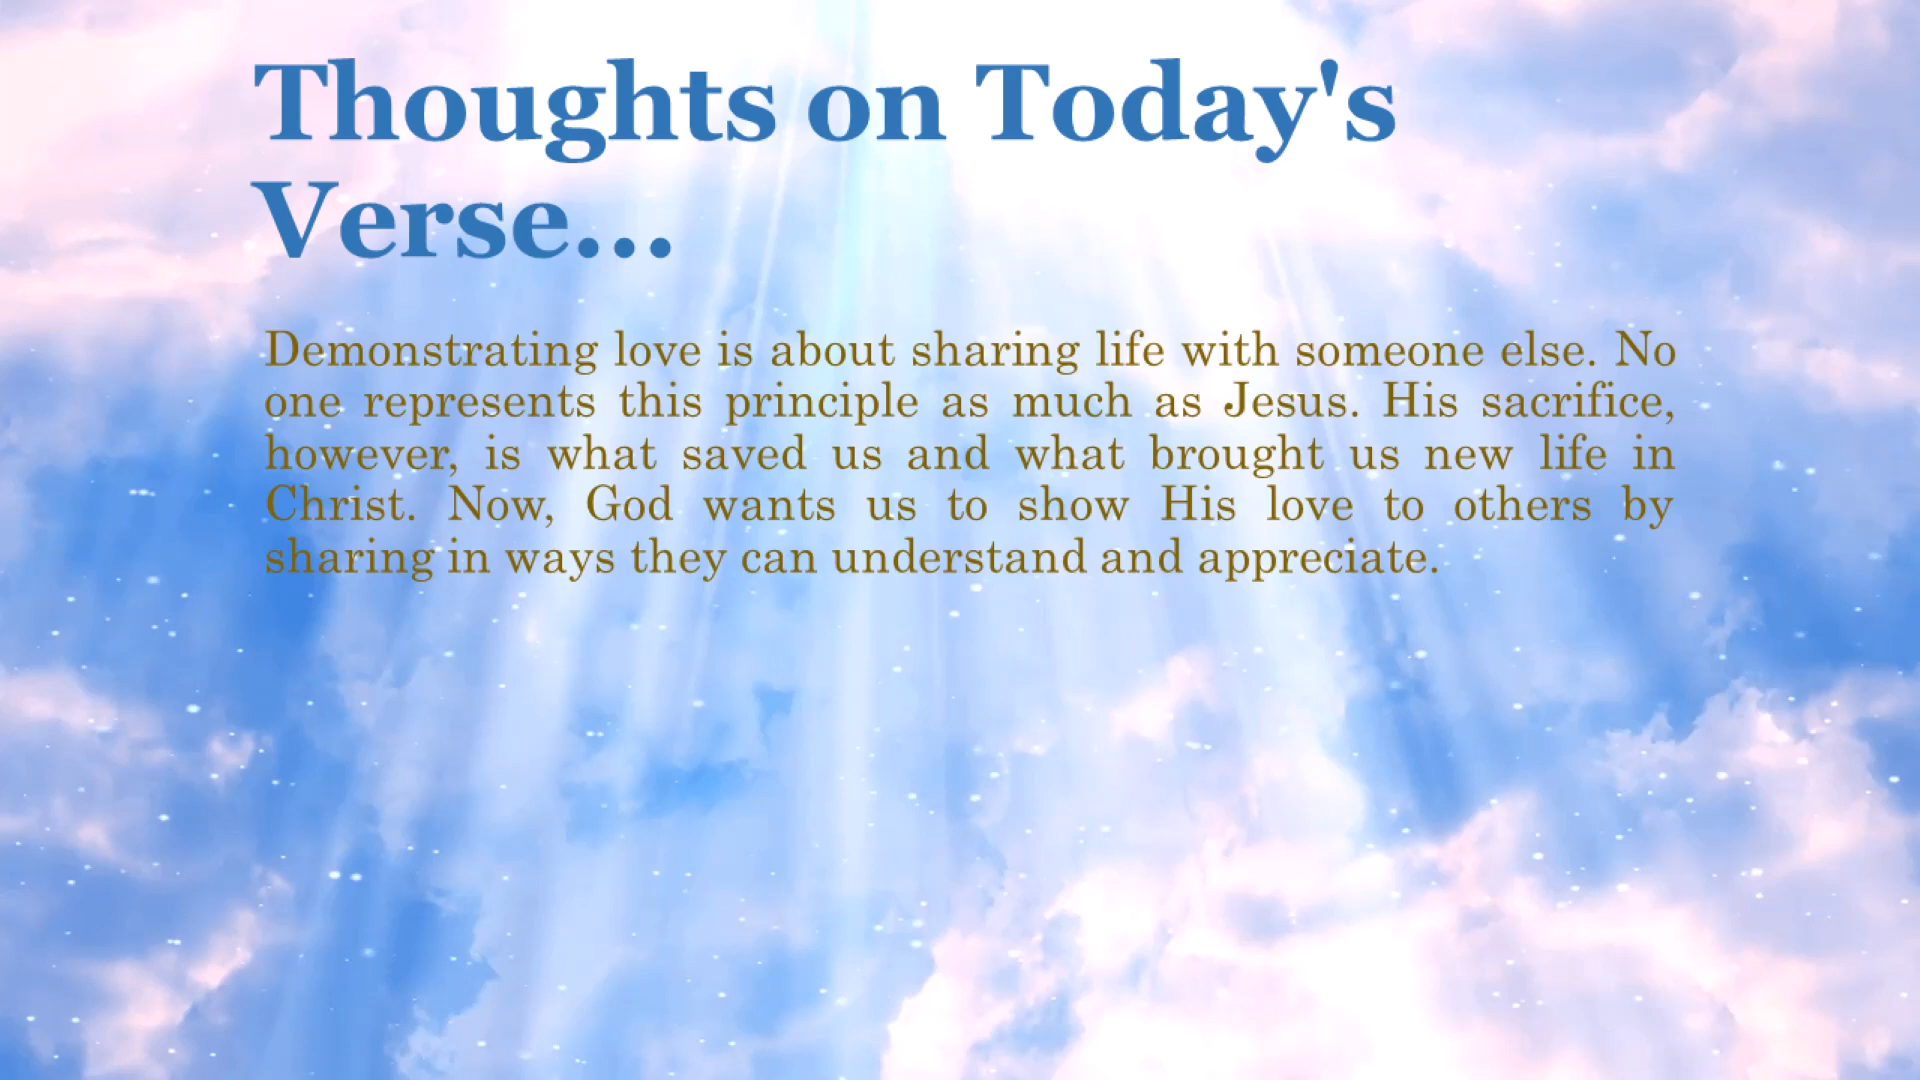 Thoughts on Today's
Verse...
Demonstrating love is about sharing life with someone else. No
one represents this principle as much as Jesus. His sacrifice,
however, is what saved us and what brought us new life in
Christ. Now, God wants us to show His love to others by
sharing in ways they can understand and appreciate.